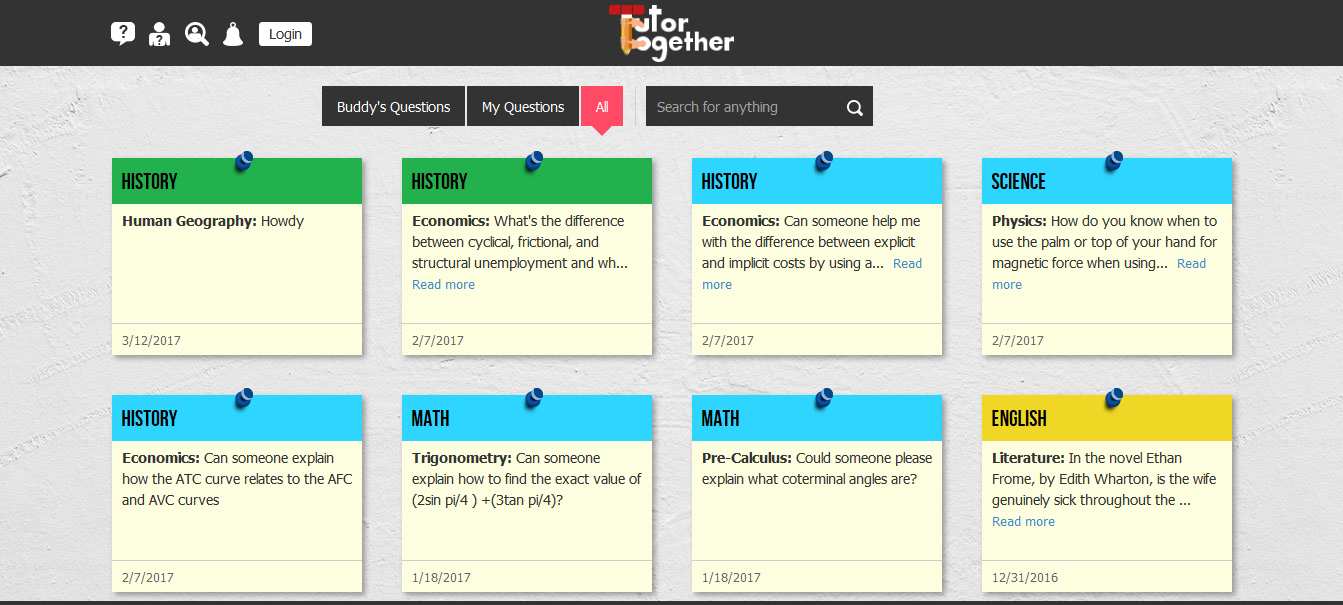 Login
Tutor
Together
Buddy's Questions
My Questions
All
Search for anything
HISTORY
Human Geography: Howdy
3/12/2017
HISTORY
Economics: What's the difference
between cyclical, frictional, and
structural unemployment and wh...
Read more
2/7/2017
HISTORY
Economics: Can someone help me
with the difference between explicit
and implicit costs by using a... Read
more
2/7/2017
SCIENCE
Physics: How do you know when to
use the palm or top of your hand for
magnetic force when using... Read
more
2/7/2017
HISTORY
Economics: Can someone explain
how the ATC curve relates to the AFC
and AVC curves
2/7/2017
MATH
Trigonometry: Can someone
explain how to find the exact value of
(2sin pi/4 ) +(3tan pi/4)?
1/18/2017
MATH
Pre-Calculus: Could someone please
explain what coterminal angles are?
1/18/2017
ENGLISH
Literature: In the novel Ethan
Frome, by Edith Wharton, is the wife
genuinely sick throughout the ...
Read more
12/31/2016